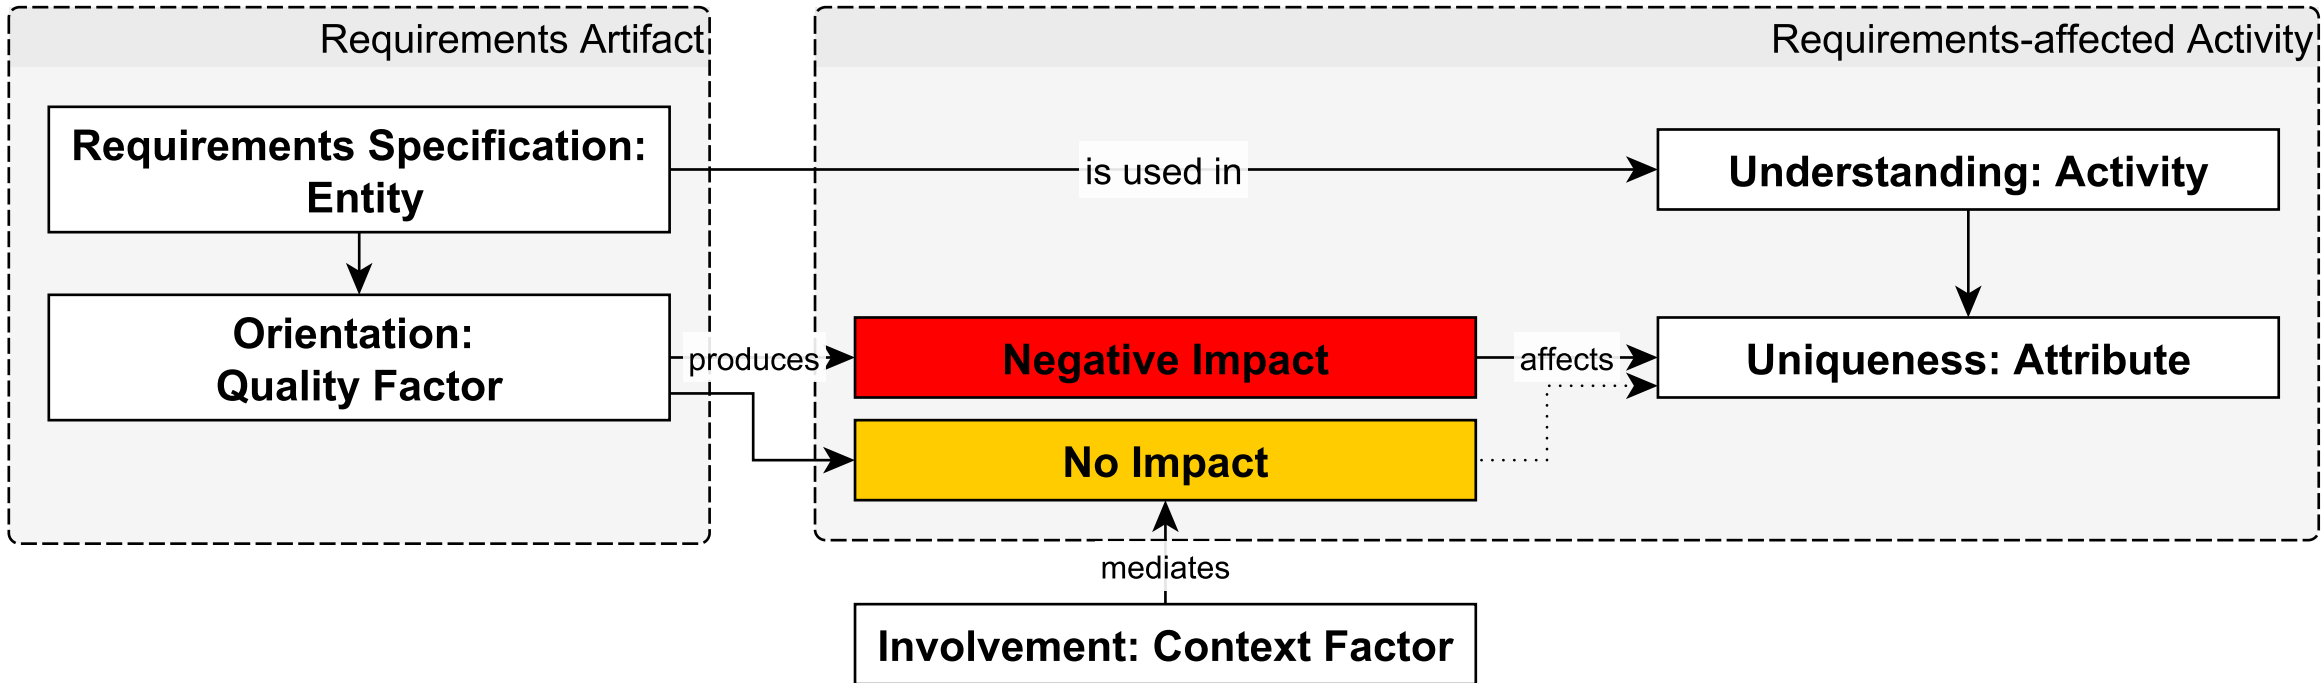 Requirements Artifact
Requirements-affected Activity
Requirements Specification:
Entity
is used in
Understanding: Activity
Orientation:
Quality Factor
produces
Negative Impact
affects
Uniqueness: Attribute
No Impact
mediates
Involvement: Context Factor